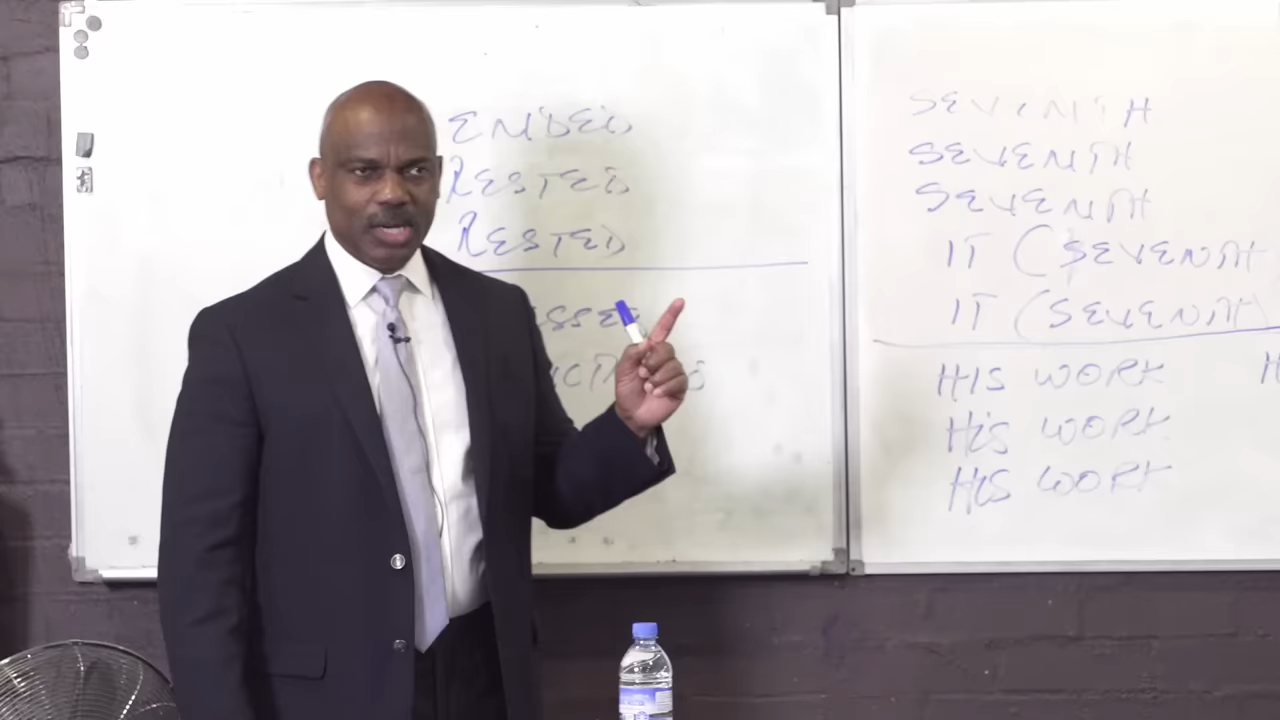 ENDED
RESTED
RESTED
SEVENTH
SEVENTH
SEVENTH
IT (SEVENTH
IT (SEVENTH)
HIS WORK
HIS WORK
HIS WORK